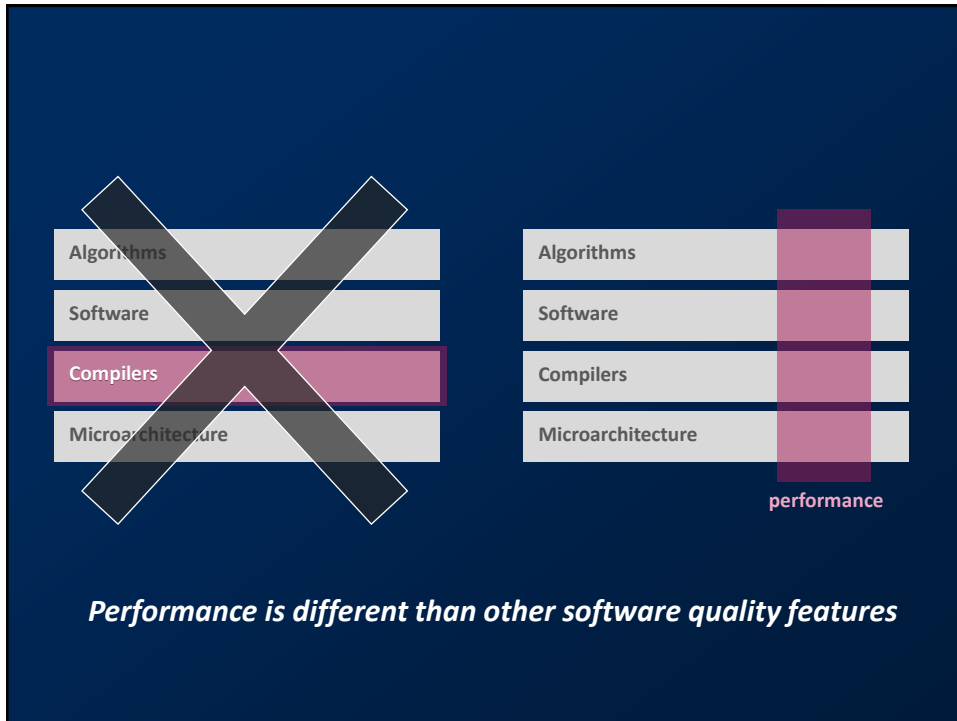 Algorithms
Software
Compilers
Microarchitecture
Algorithms
Software
Compilers
Microarchitecture
performance
Performance is different than other software quality features